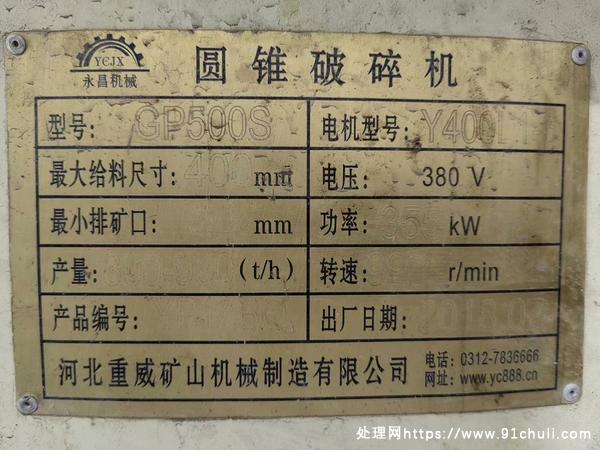 YCJX
永昌机械
圆锥破碎机
型号: GP500S
电机型号: Y400
最大给料尺寸: 400 mm
电压: 380 V
最小排矿口: mm
功率: kW
产量: (t/h)
转速: r/min
产品编号:
出厂日期:
河北重威矿山机械制造有限公司
电话: 0312-7836666
网址: www.yc888.cn
处理网https://www.91chuli.com/